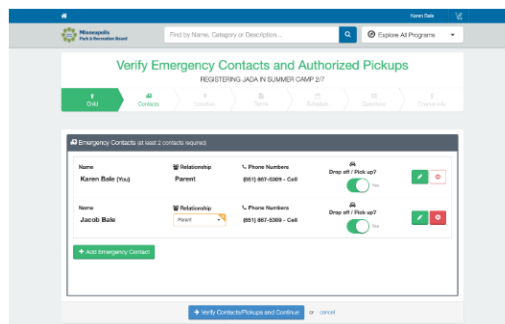 Karen Bale
Minneapolis
Park & Recreation Board
Find by Name, Category or Description...
Explore All Programs
Verify Emergency Contacts and Authorized Pickups
REGISTERING JADA IN SUMMER CAMP 2/7
Child
Contacts
Location
Terms
Schedule
Questions
Finance Info
Emergency Contacts (at least 2 contacts required)
Name
Relationship
Phone Numbers
Drop off / Pick up?
Karen Bale (You)
Parent
(651) 867-5309 - Cell
Yes
Name
Relationship
Phone Numbers
Drop off / Pick up?
Jacob Bale
Parent
(651) 867-5309 - Cell
Yes
+ Add Emergency Contact
Verify Contacts/Pickups and Continue
or cancel